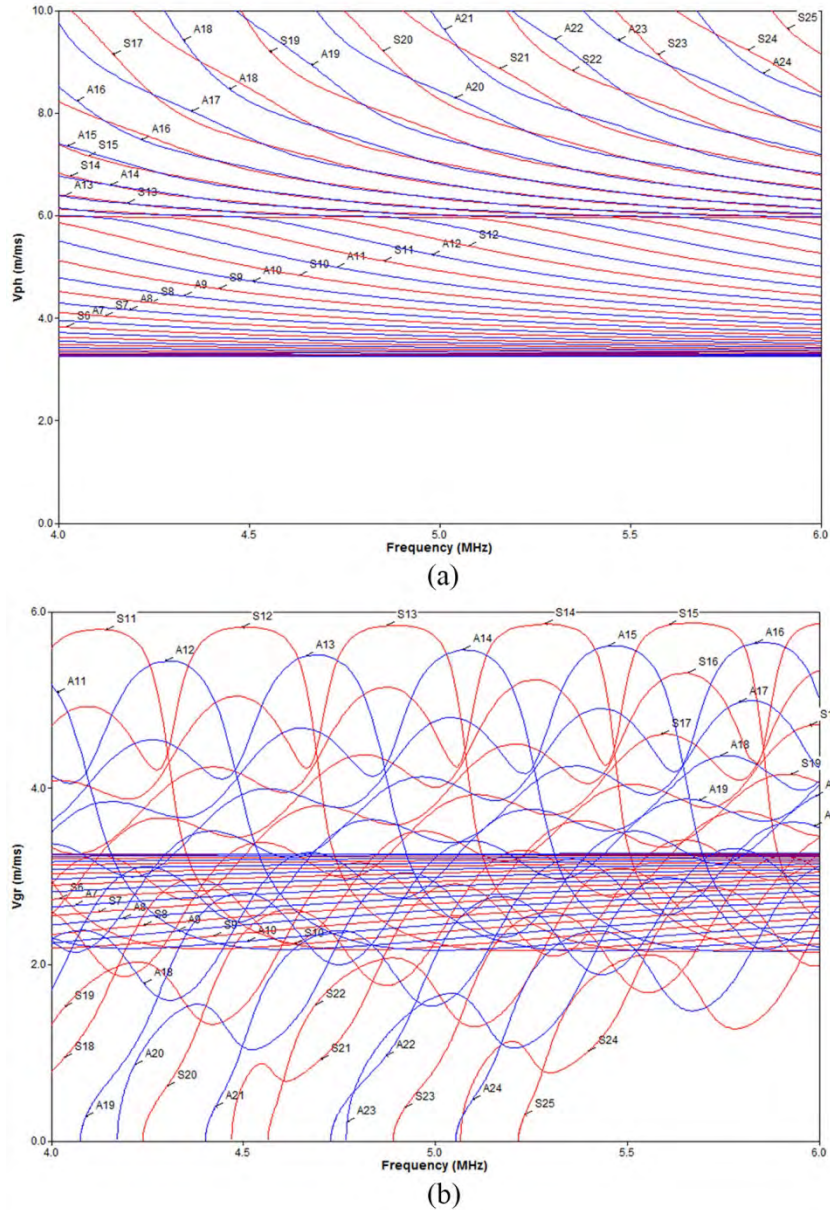 10.0
S17
A18
S19
A19
S20
A21
S21
A22
S22
A23
S23
S24
S25
A24
A16
A17
A18
A20
8.0
A15
S15
A16
S14
A14
A13
S13
6.0
Vph (m/ms)
S12
A12
S11
A11
S10
A10
S9
A9
S8
A8
S7
A7
S6
4.0
2.0
0.0
4.0 4.5 5.0 5.5 6.0
Frequency (MHz)
(a)
6.0
S11 S12 S13 S14 S15
A12 A13 A14 A15 A16
A11
S16
A17
S17
A18
S19
A19
4.0
Vgr (m/ms)
S6
A7
S7
A8
S8
A9
S9
A10
S10
2.0
A18
S19
S22
S18
A20
S20
S21
A22
S24
A19
A21
A23
S23
A24
S25
0.0
4.0 4.5 5.0 5.5 6.0
Frequency (MHz)
(b)